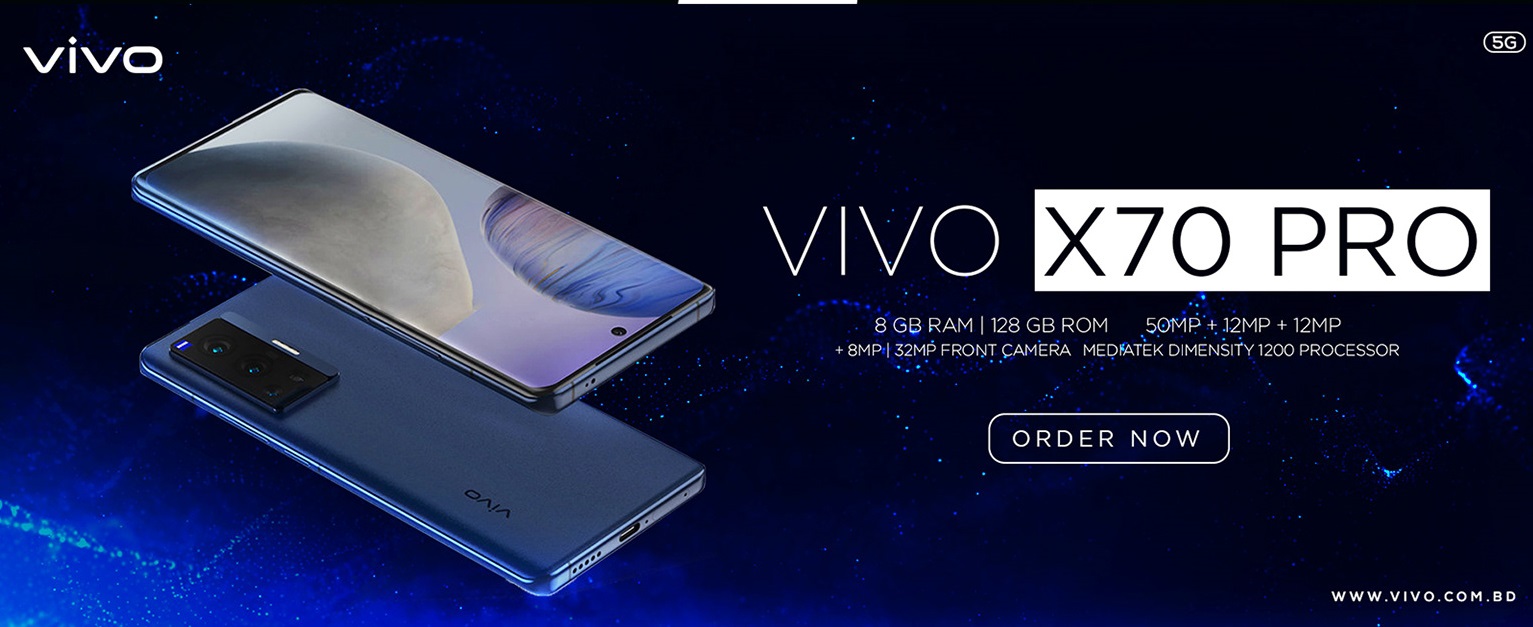 vivo
5G
VIVO X70 PRO
8 GB RAM | 128 GB ROM 50MP + 12MP + 12MP
+ 8MP | 32MP FRONT CAMERA MEDIATEK DIMENSITY 1200 PROCESSOR
ORDER NOW
vivo
WWW.VIVO.COM.BD